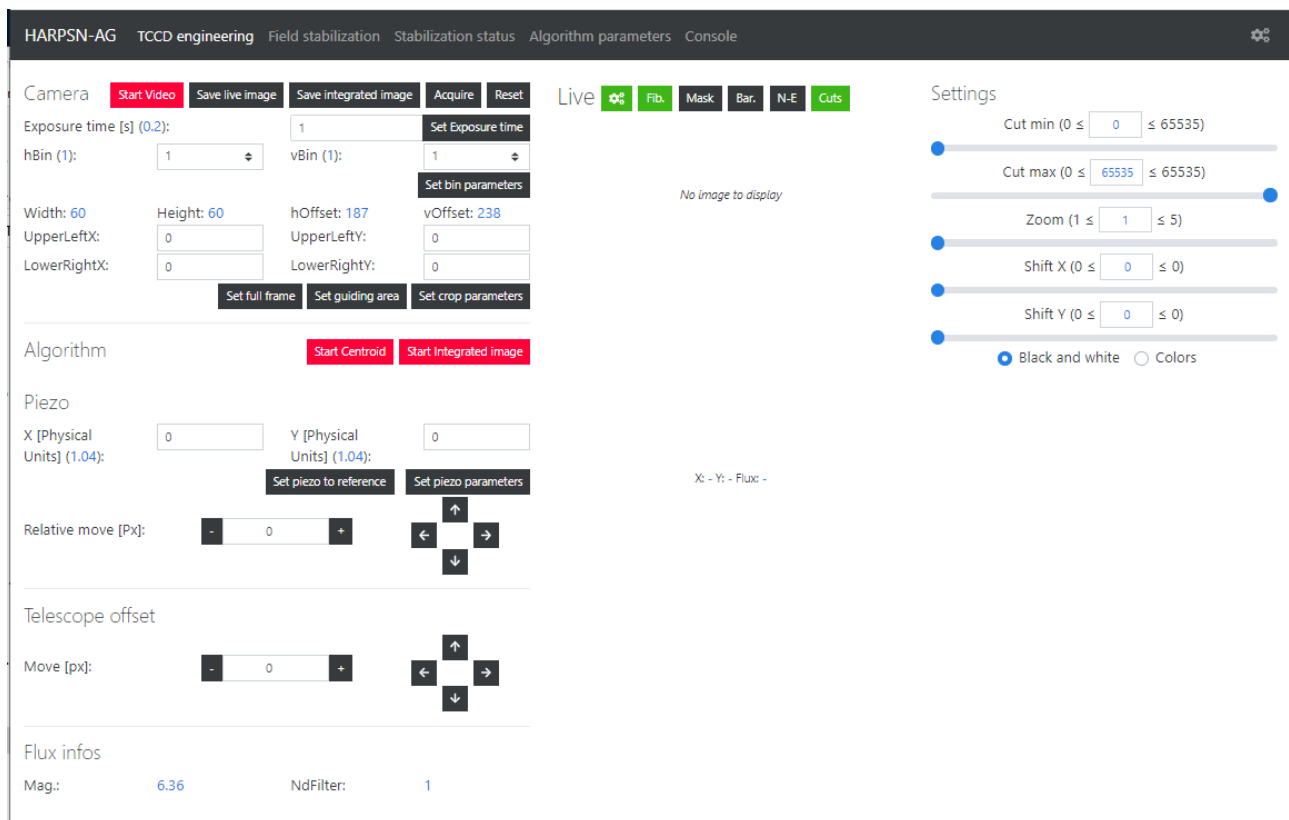 HARPSN-AG TCCD engineering Field stabilization Stabilization status Algorithm parameters Console
Camera Start Video Save live image Save integrated image Acquire Reset
Exposure time [s] (0.2): 1 Set Exposure time
hBin (1): 1 vBin (1): 1
Set bin parameters
Width: 60 Height: 60 hOffset: 187 vOffset: 238
UpperLeftX: 0 UpperLeftY: 0
LowerRightX: 0 LowerRightY: 0
Set full frame Set guiding area Set crop parameters
Algorithm Start Centroid Start Integrated image
Piezo
X [Physical Units] (1.04): 0 Y [Physical Units] (1.04): 0
Set piezo to reference Set piezo parameters
Relative move [Px]: - 0 +
Telescope offset
Move [px]: - 0 +
Flux infos
Mag.: 6.36 NdFilter: 1
Live Fib. Mask Bar. N-E Cuts
No image to display
X: - Y: - Flux: -
Settings
Cut min (0 ≤ 0 ≤ 65535)
Cut max (0 ≤ 65535 ≤ 65535)
Zoom (1 ≤ 1 ≤ 5)
Shift X (0 ≤ 0 ≤ 0)
Shift Y (0 ≤ 0 ≤ 0)
Black and white Colors